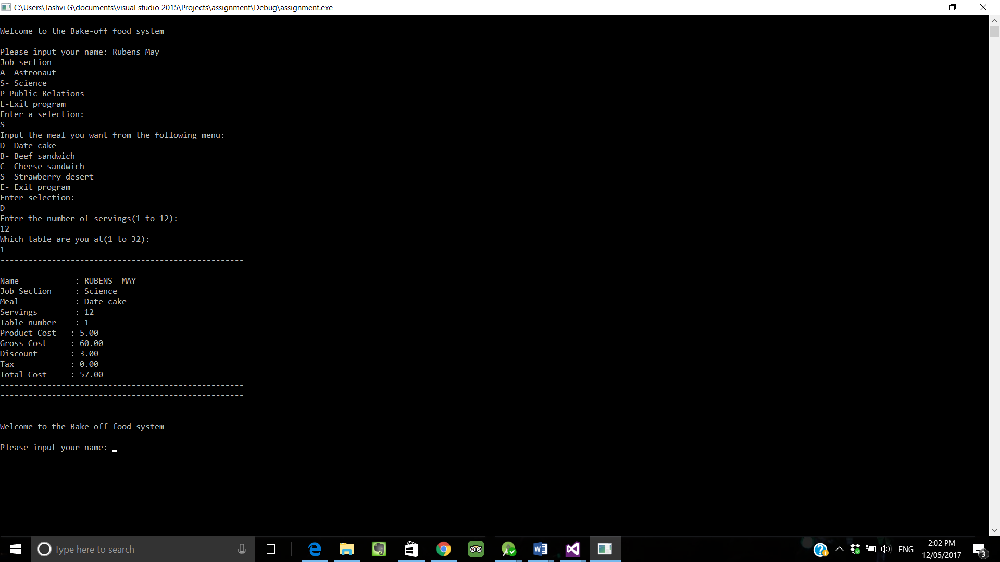 C:\Users\Tashvi G\documents\visual studio 2015\Projects\assignment\Debug\assignment.exe
Welcome to the Bake-off food system
Please input your name: Rubens May
Job section
A- Astronaut
S- Science
P-Public Relations
E-Exit program
Enter a selection:
S
Input the meal you want from the following menu:
D- Date cake
B- Beef sandwich
C- Cheese sandwich
S- Strawberry desert
E- Exit program
Enter selection:
D
Enter the number of servings(1 to 12):
12
Which table are you at(1 to 32):
1
----------------------------------------------------
Name            : RUBENS  MAY
Job Section     : Science
Meal            : Date cake
Servings        : 12
Table number    : 1
Product Cost   : 5.00
Gross Cost     : 60.00
Discount       : 3.00
Tax            : 0.00
Total Cost     : 57.00
----------------------------------------------------
----------------------------------------------------
Welcome to the Bake-off food system
Please input your name:
Type here to search
ENG
2:02 PM
12/05/2017
3